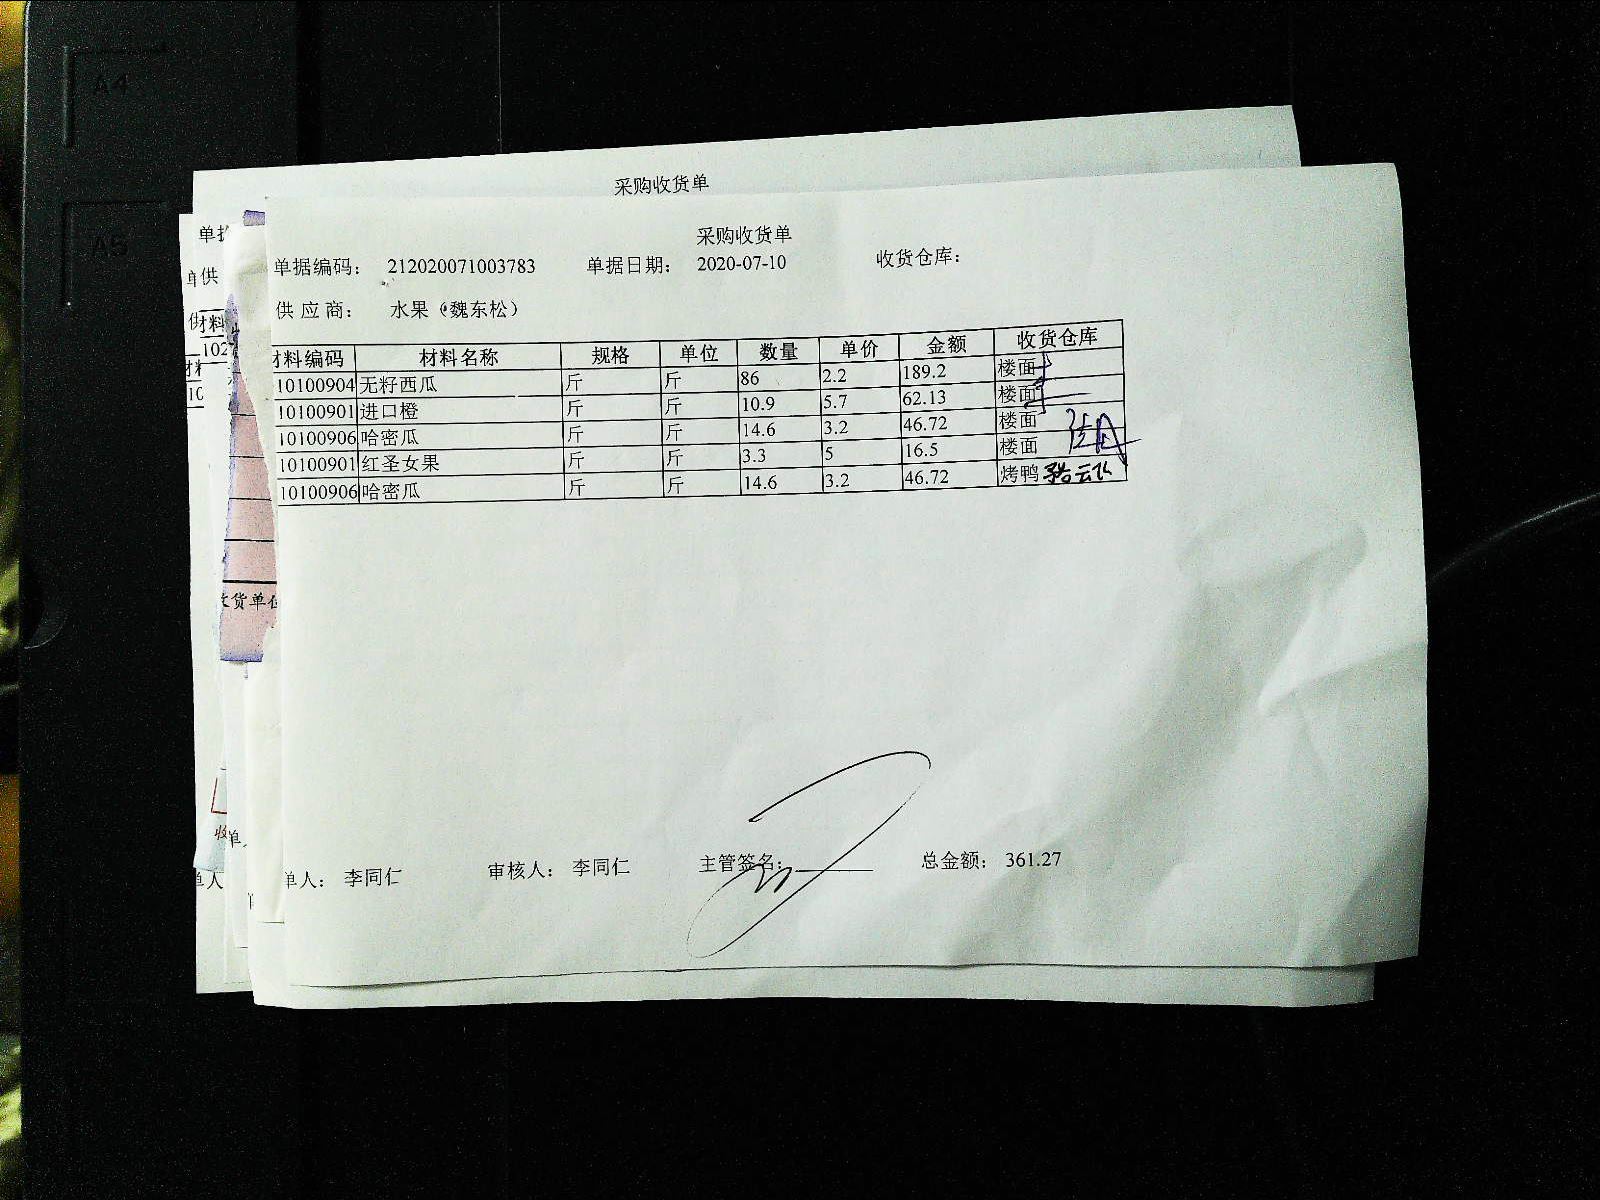 A4
A5
采购收货单
采购收货单
单据编码： 212020071003783 单据日期： 2020-07-10 收货仓库：
供 应 商： 水果（魏东松）
材料编码 材料名称 规格 单位 数量 单价 金额 收货仓库
10100904 无籽西瓜 斤 斤 86 2.2 189.2 楼面
10100901 进口橙 斤 斤 10.9 5.7 62.13 楼面
10100906 哈密瓜 斤 斤 14.6 3.2 46.72 楼面
10100901 红圣女果 斤 斤 3.3 5 16.5 楼面
10100906 哈密瓜 斤 斤 14.6 3.2 46.72 烤鸭
收货单位
单人： 李同仁 审核人： 李同仁 主管签名： 总金额： 361.27